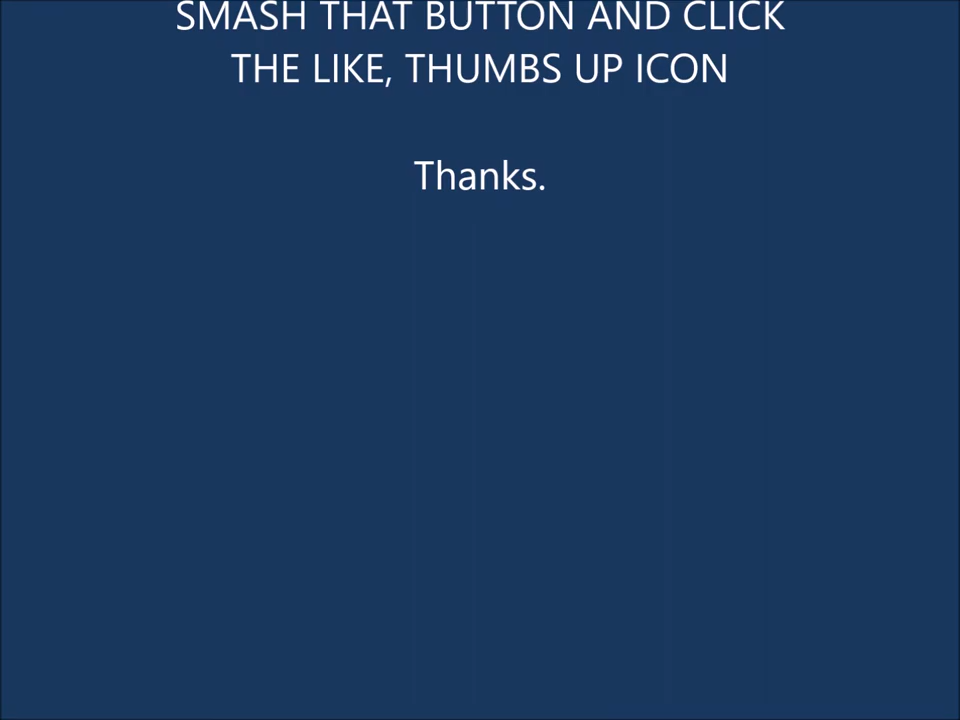 SMASH THAT BUTTON AND CLICK
THE LIKE, THUMBS UP ICON
Thanks.